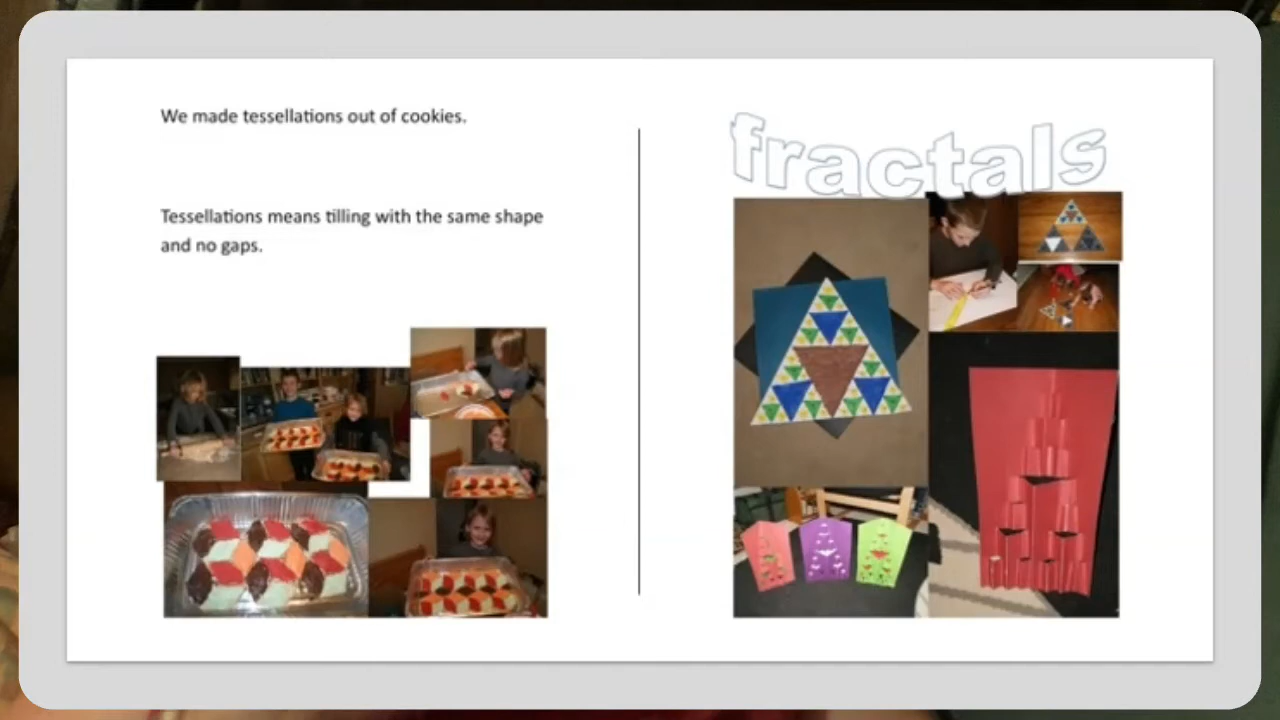 We made tessellations out of cookies.
Tessellations means tilling with the same shape
and no gaps.
fractals